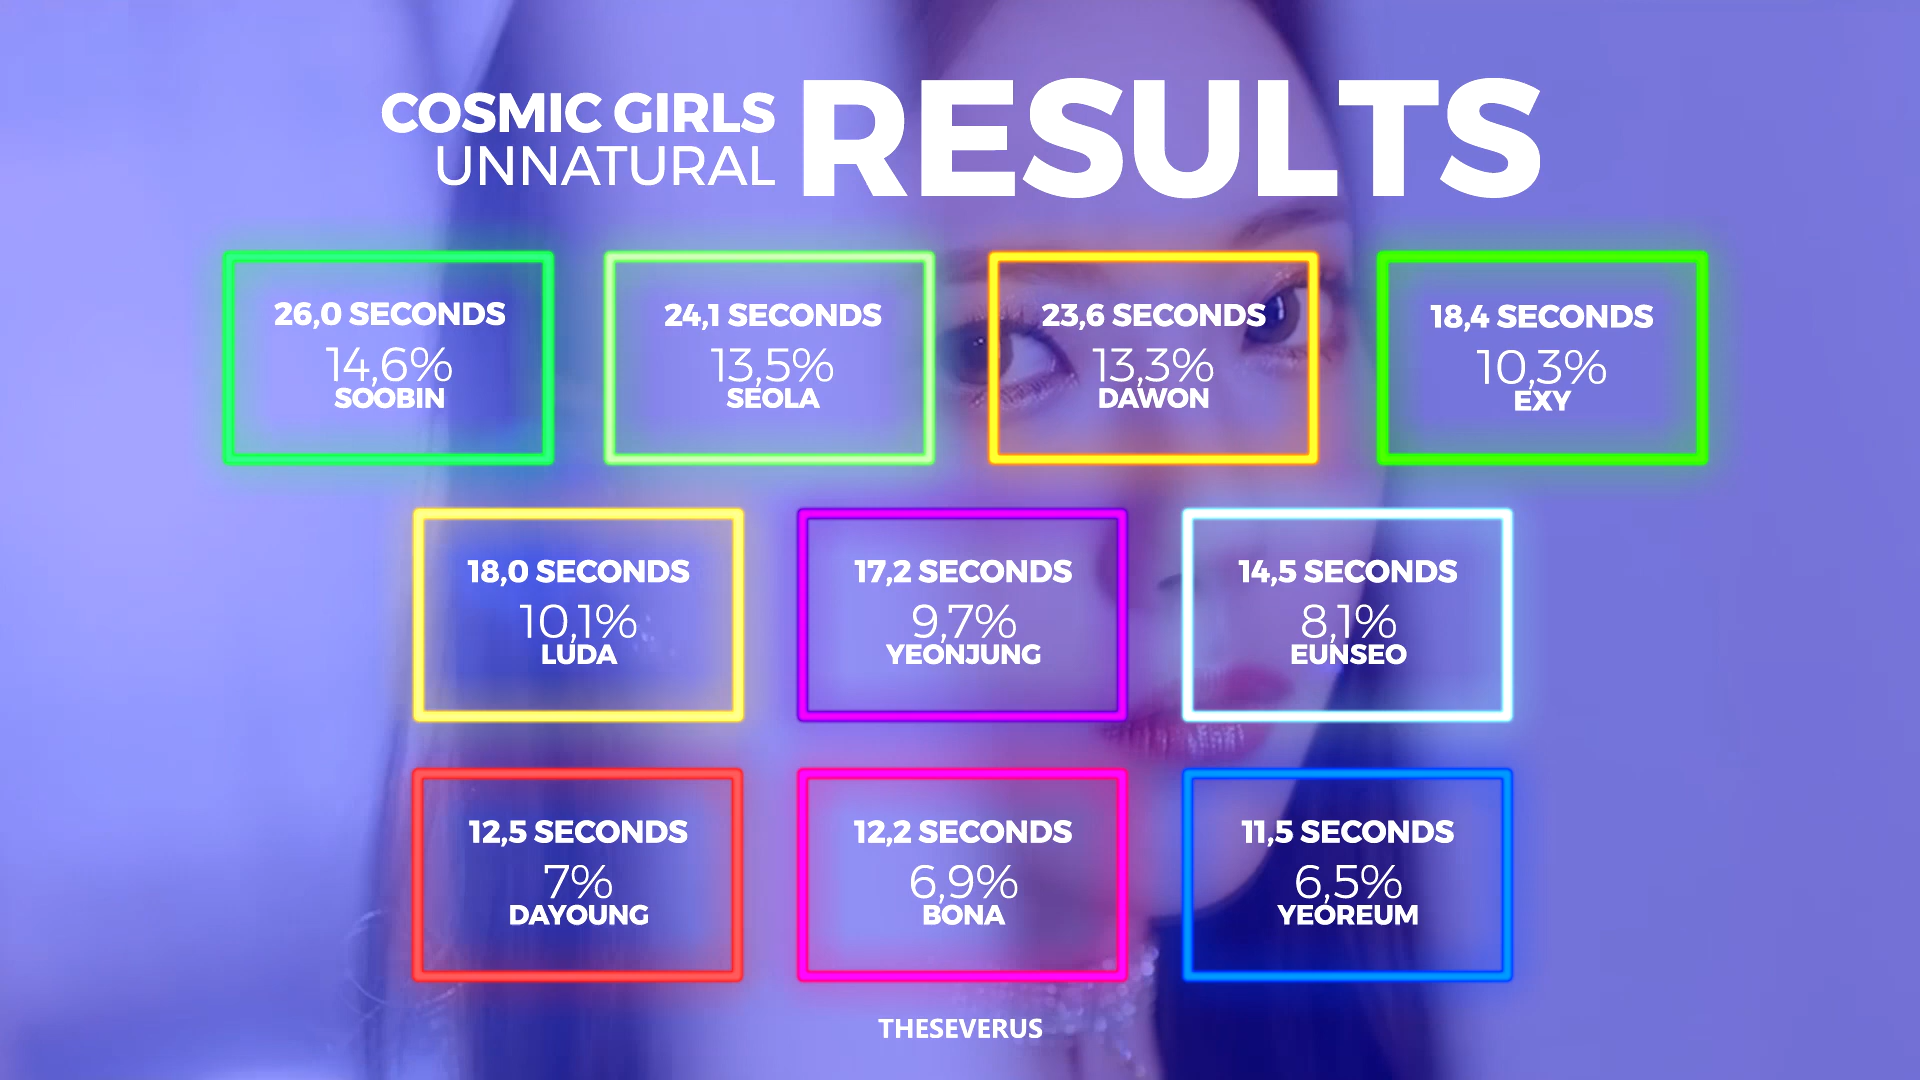 COSMIC GIRLS
UNNATURAL
RESULTS
26,0 SECONDS
14,6%
SOOBIN
24,1 SECONDS
13,5%
SEOLA
23,6 SECONDS
13,3%
DAWON
18,4 SECONDS
10,3%
EXY
18,0 SECONDS
10,1%
LUDA
17,2 SECONDS
9,7%
YEONJUNG
14,5 SECONDS
8,1%
EUNSEO
12,5 SECONDS
7%
DAYOUNG
12,2 SECONDS
6,9%
BONA
11,5 SECONDS
6,5%
YEOREUM
THESEVERUS